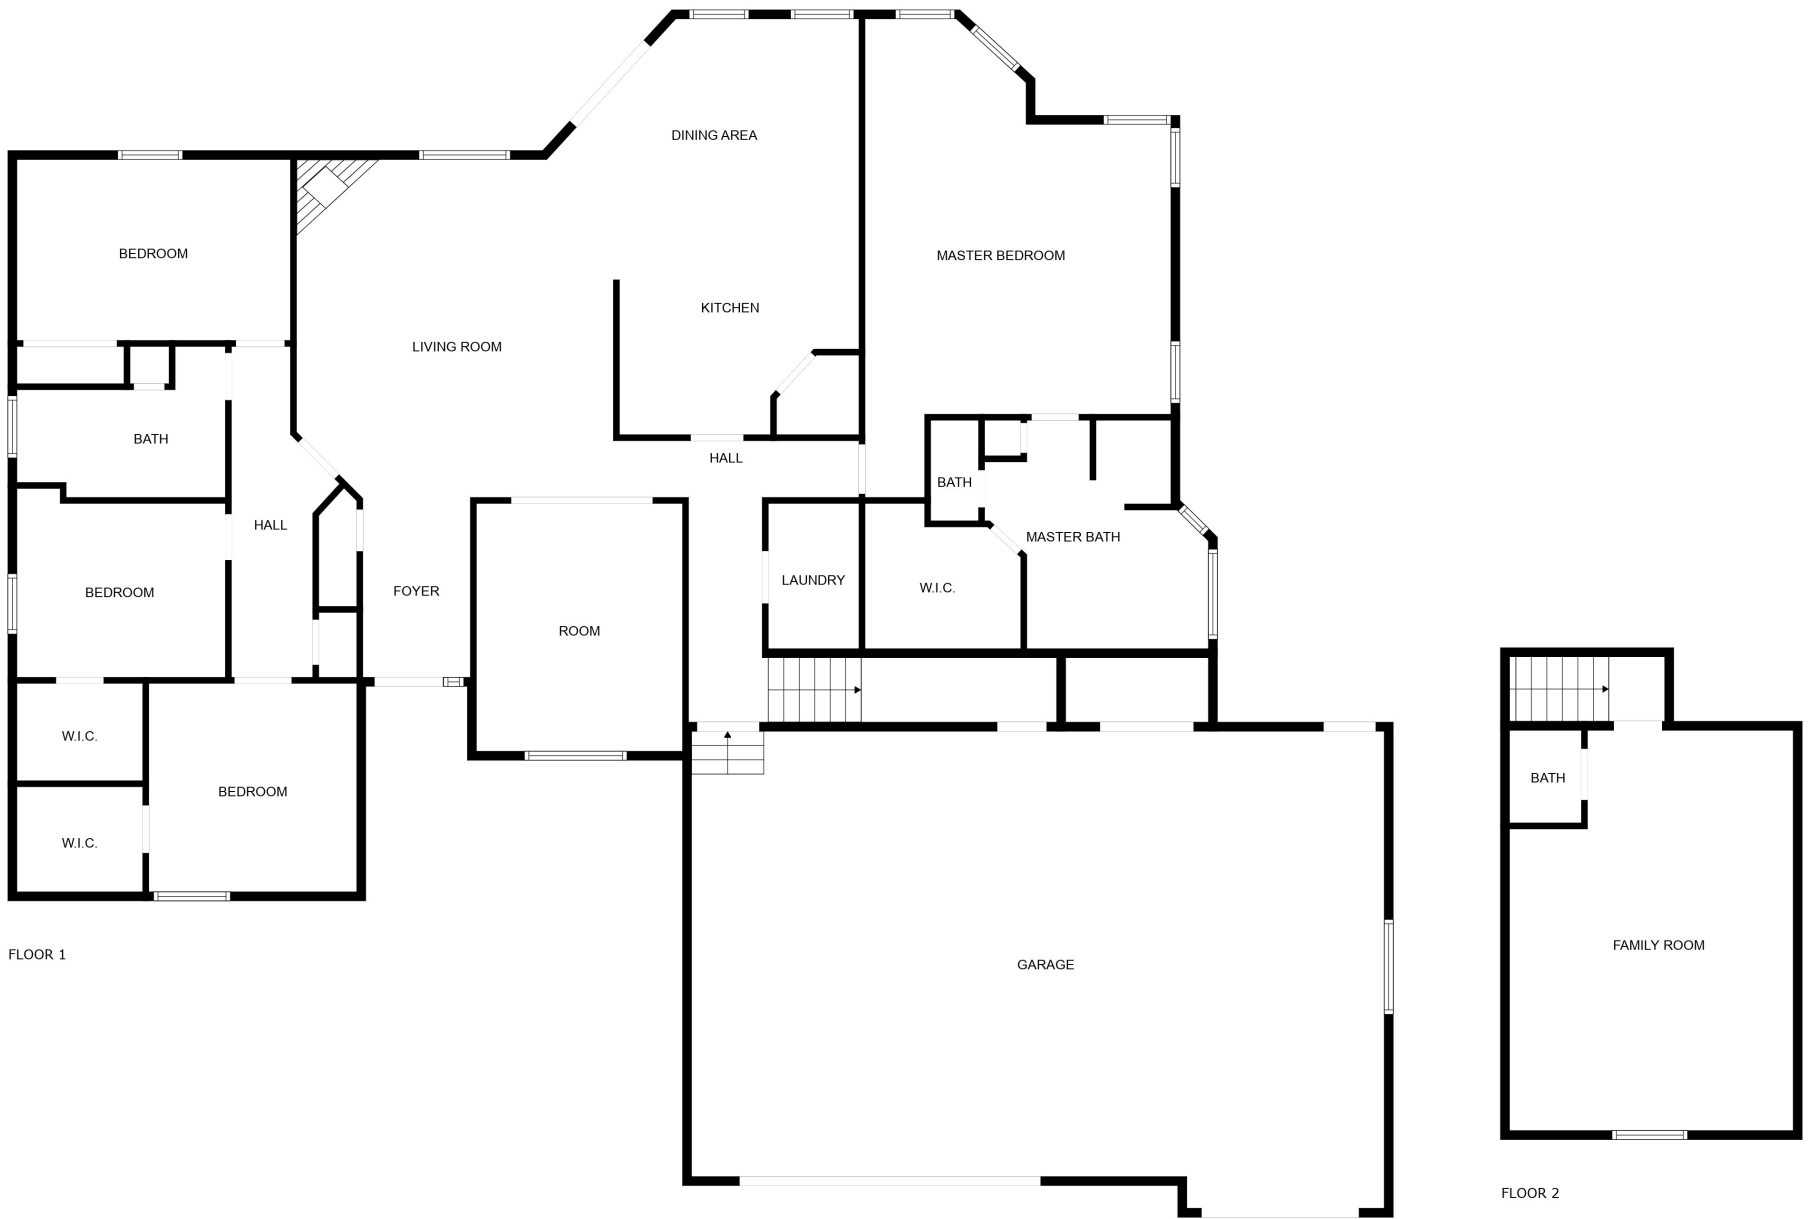 DINING AREA
BEDROOM
MASTER BEDROOM
KITCHEN
LIVING ROOM
BATH
HALL
BATH
HALL
MASTER BATH
LAUNDRY
W.I.C.
BEDROOM
FOYER
ROOM
W.I.C.
BATH
BEDROOM
W.I.C.
FAMILY ROOM
FLOOR 1
GARAGE
FLOOR 2